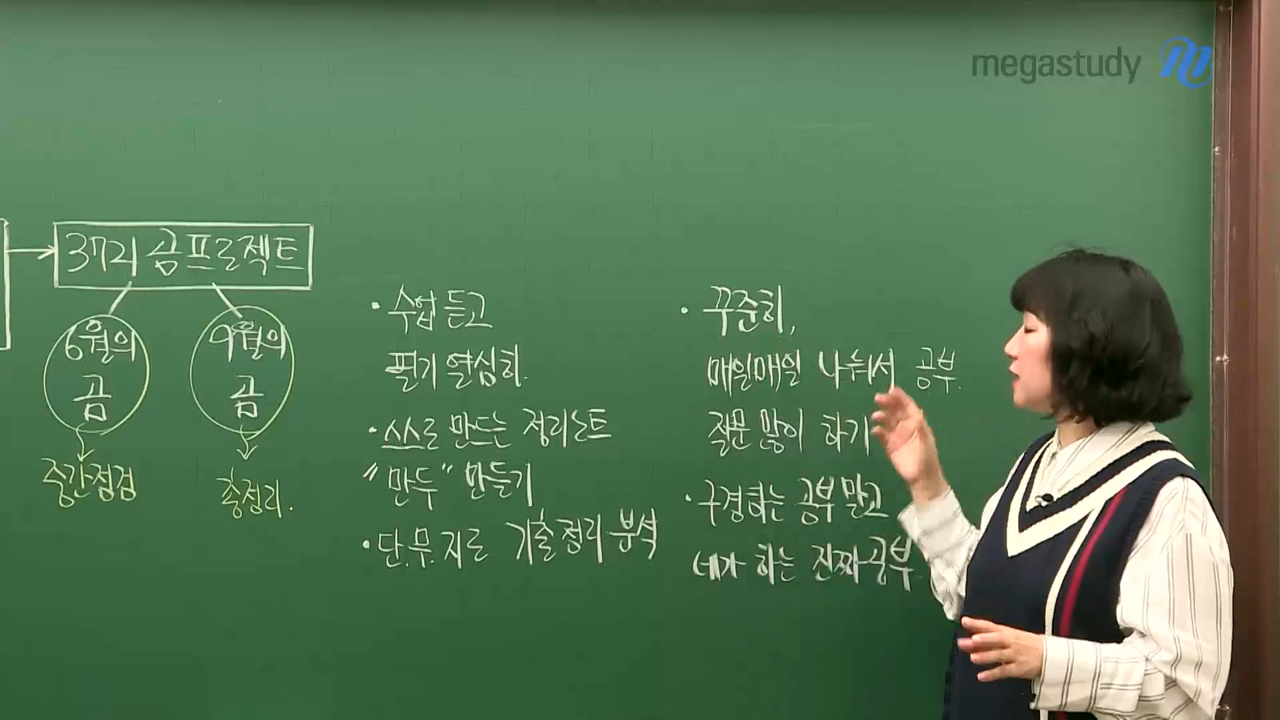 megastudy
3개리 곰프로젝트
6월의
곰
중간점검
9월의
곰
총정리.
· 수업 듣고
필기 열심히.
· 스스로 만드는 정리노트
"만두" 만들기
· 단.무.지로 기출정리 분석
· 꾸준히,
매일매일 나눠서 공부.
질문 많이 하기
· 구경하는 공부 말고
네가 하는 진짜공부